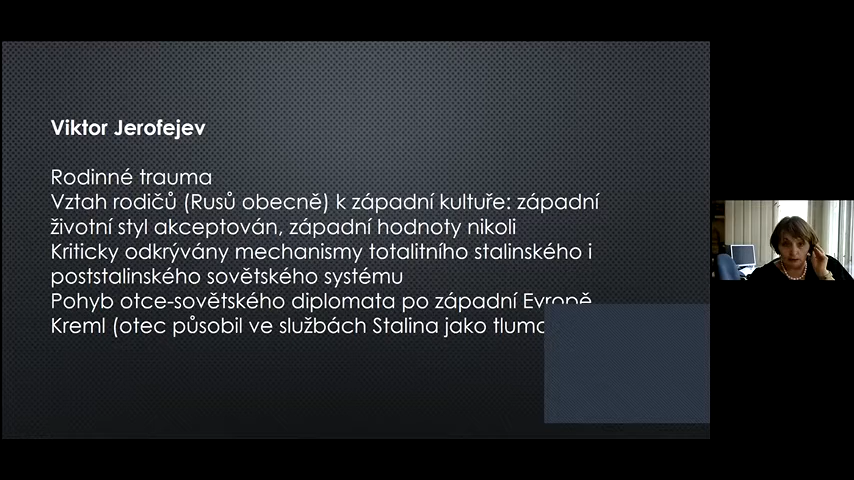 Viktor Jerofejev
Rodinné trauma
Vztah rodičů (Rusů obecně) k západní kultuře: západní
životní styl akceptován, západní hodnoty nikoli
Kriticky odkrývány mechanismy totalitního stalinského i
poststalinského sovětského systému
Pohyb otce-sovětského diplomata po západní Evropě
Kreml (otec působil ve službách Stalina jako